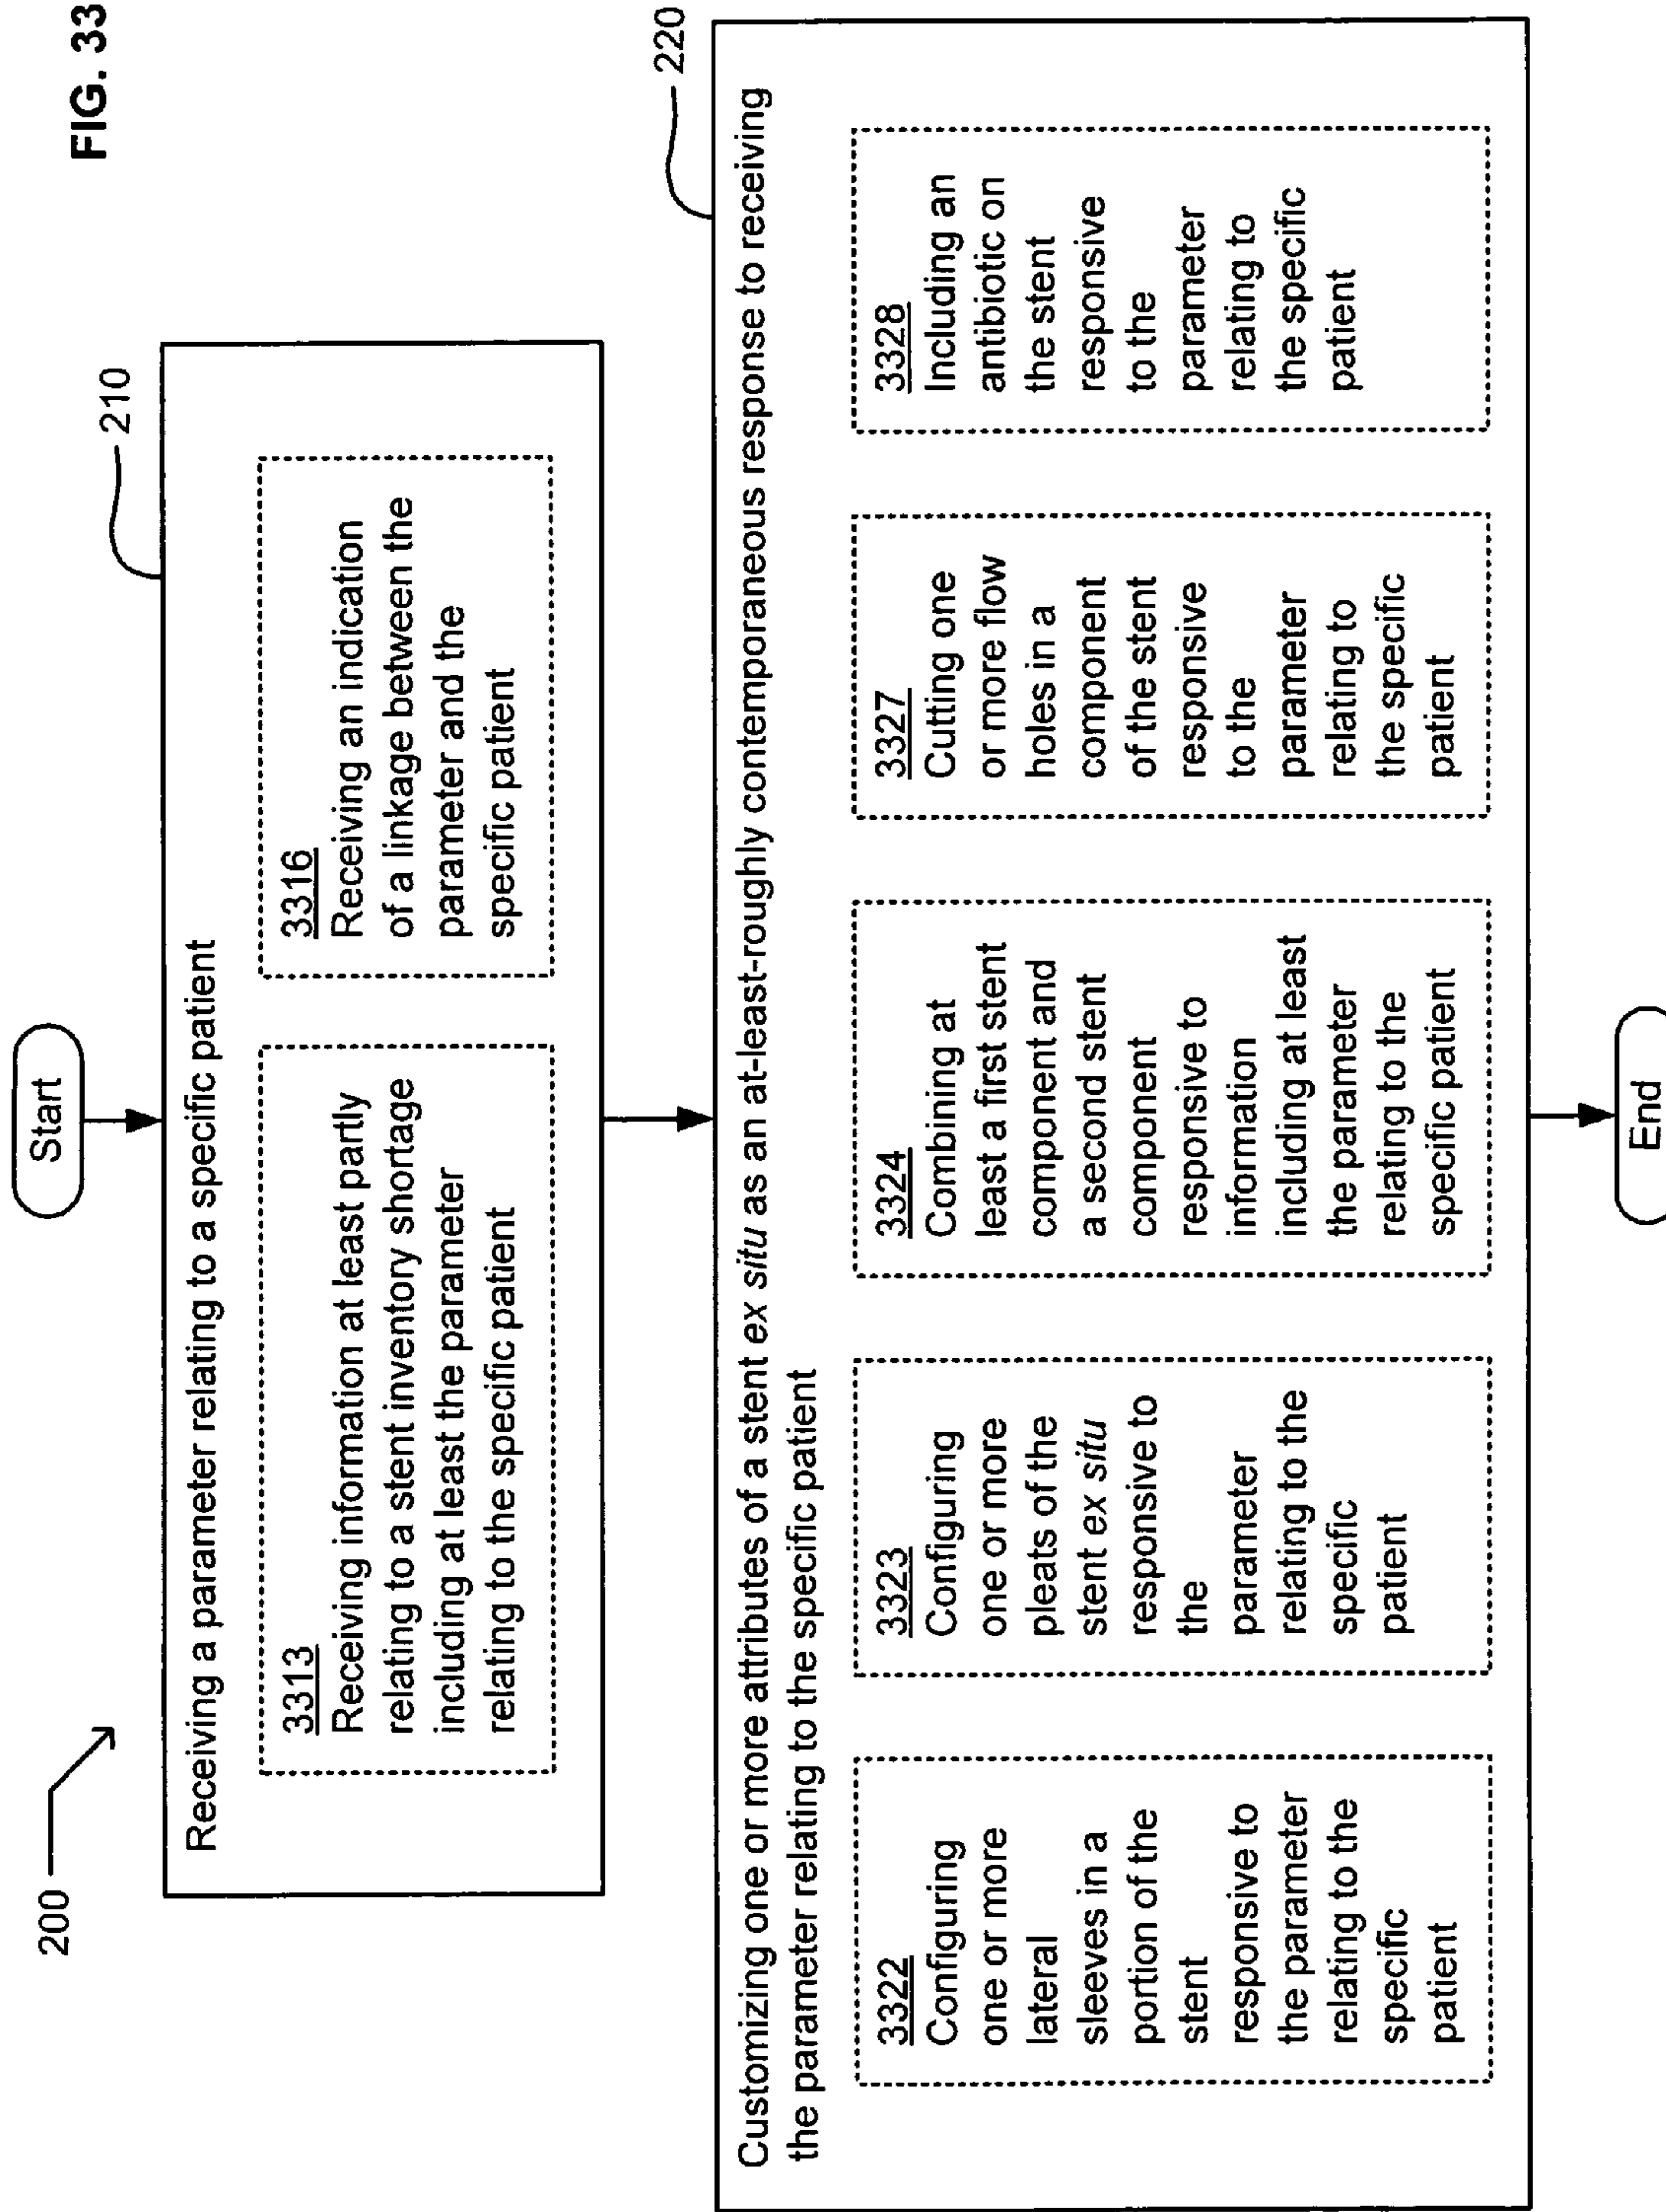 FIG. 33
200
Start
210
Receiving a parameter relating to a specific patient
3313
Receiving information at least partly
relating to a stent inventory shortage
including at least the parameter
relating to the specific patient
3316
Receiving an indication
of a linkage between the
parameter and the
specific patient
220
Customizing one or more attributes of a stent ex situ as an at-least-roughly contemporaneous response to receiving
the parameter relating to the specific patient
3322
Configuring
one or more
lateral
sleeves in a
portion of the
stent
responsive to
the parameter
relating to the
specific
patient
3323
Configuring
one or more
pleats of the
stent ex situ
responsive to
the
parameter
relating to the
specific
patient
3324
Combining at
least a first stent
component and
a second stent
component
responsive to
information
including at least
the parameter
relating to the
specific patient
3327
Cutting one
or more flow
holes in a
component
of the stent
responsive
to the
parameter
relating to
the specific
patient
3328
Including an
antibiotic on
the stent
responsive
to the
parameter
relating to
the specific
patient
End